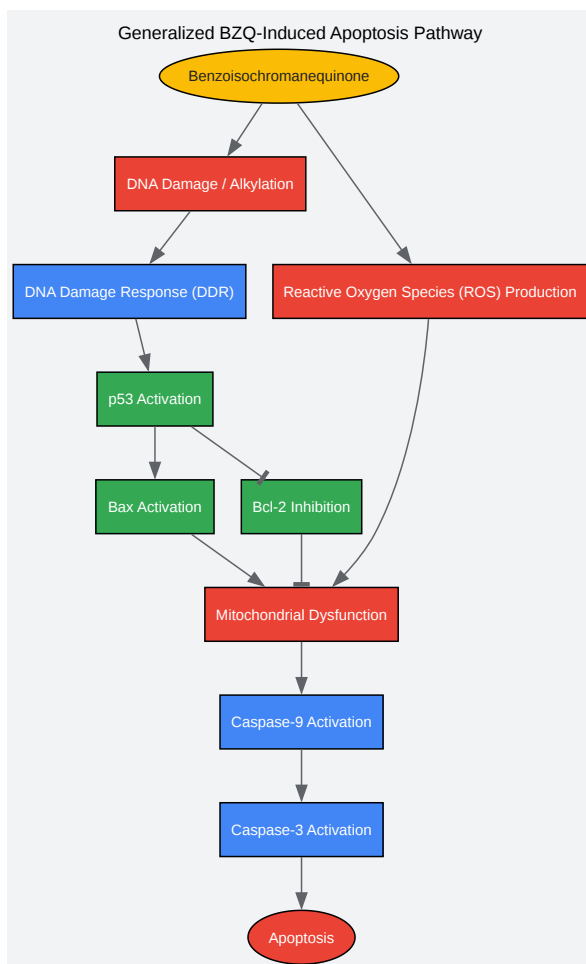 Generalized BZQ-Induced Apoptosis Pathway
Benzoisochromanequinone
DNA Damage / Alkylation
DNA Damage Response (DDR)
Reactive Oxygen Species (ROS) Production
p53 Activation
Bax Activation
Bcl-2 Inhibition
Mitochondrial Dysfunction
Caspase-9 Activation
Caspase-3 Activation
Apoptosis